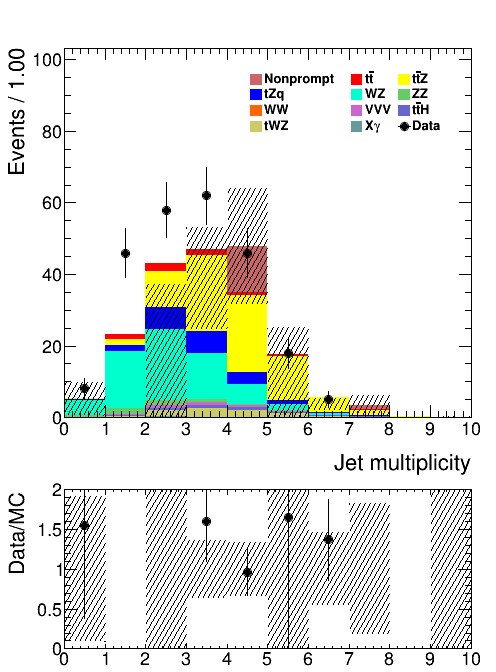 Events / 1.00
100
80
60
40
20
0
Nonprompt tt̄ tt̄Z
tZq WZ ZZ
WW VVV tt̄H
tWZ Xγ Data
0 1 2 3 4 5 6 7 8 9 10
Jet multiplicity
Data/MC
2
1.5
1
0.5
0
0 1 2 3 4 5 6 7 8 9 10